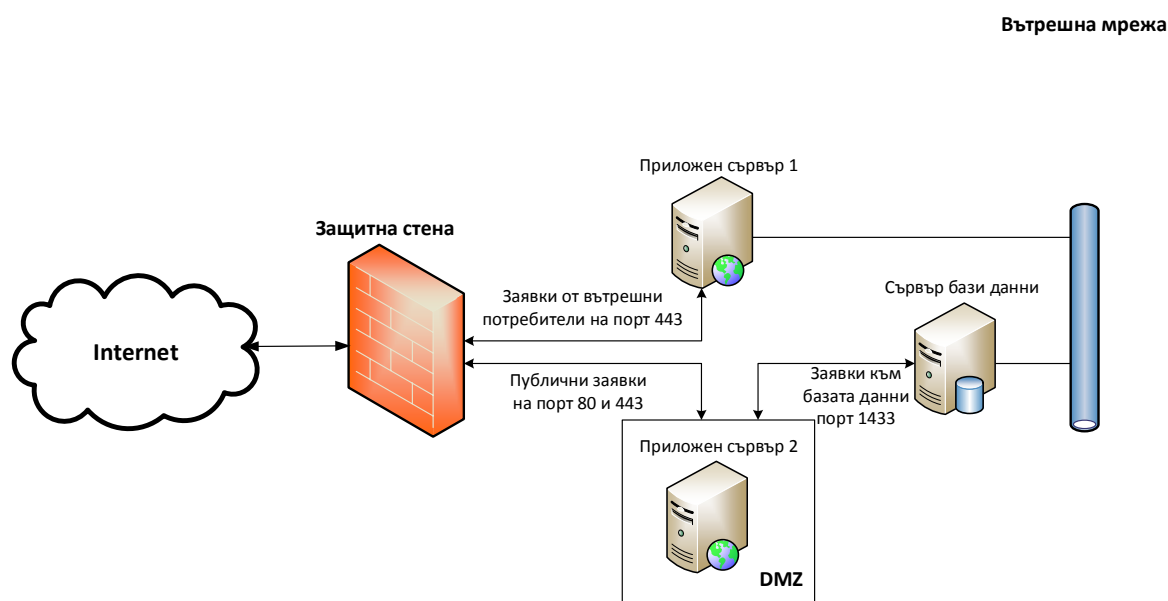 Вътрешна мрежа
Приложен сървър 1
Защитна стена
Заявки от вътрешни
потребители на порт 443
Сървър бази данни
Internet
Публични заявки
на порт 80 и 443
Заявки към
базата данни
порт 1433
Приложен сървър 2
DMZ